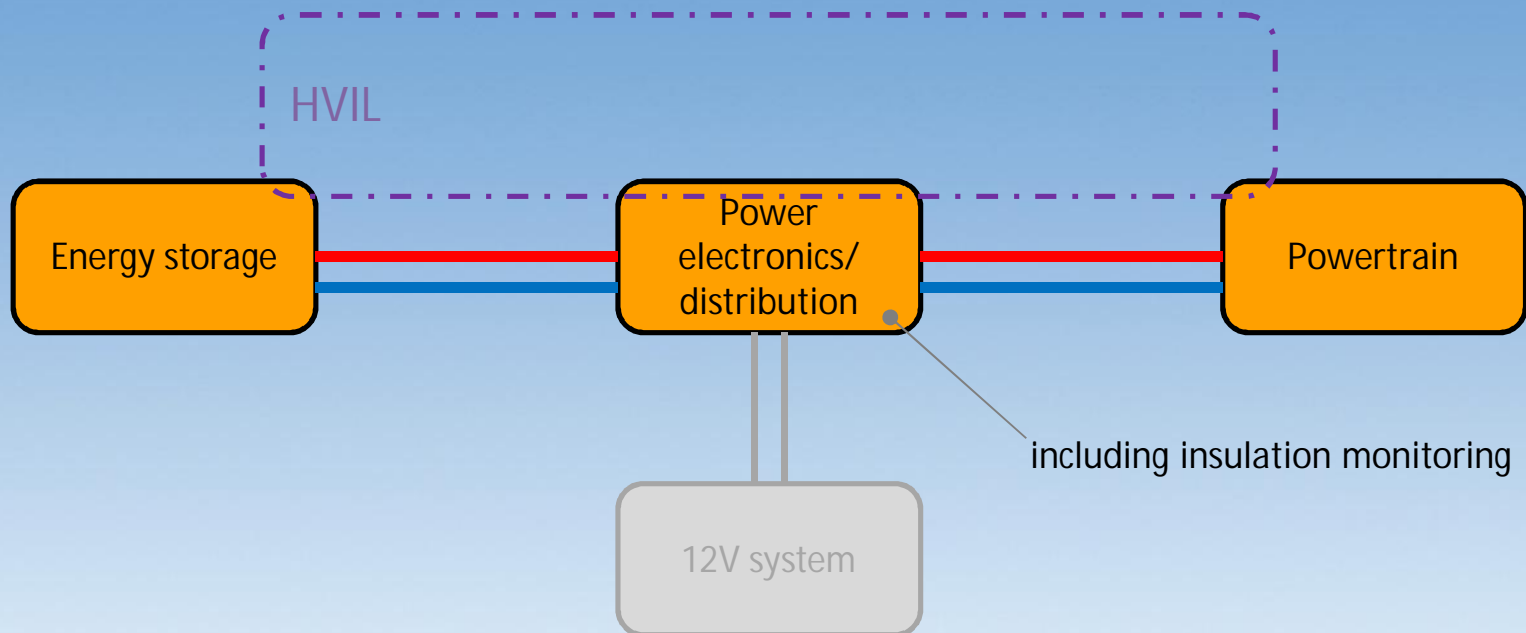 HVIL
Energy storage
Power
electronics/
distribution
Powertrain
including insulation monitoring
12V system